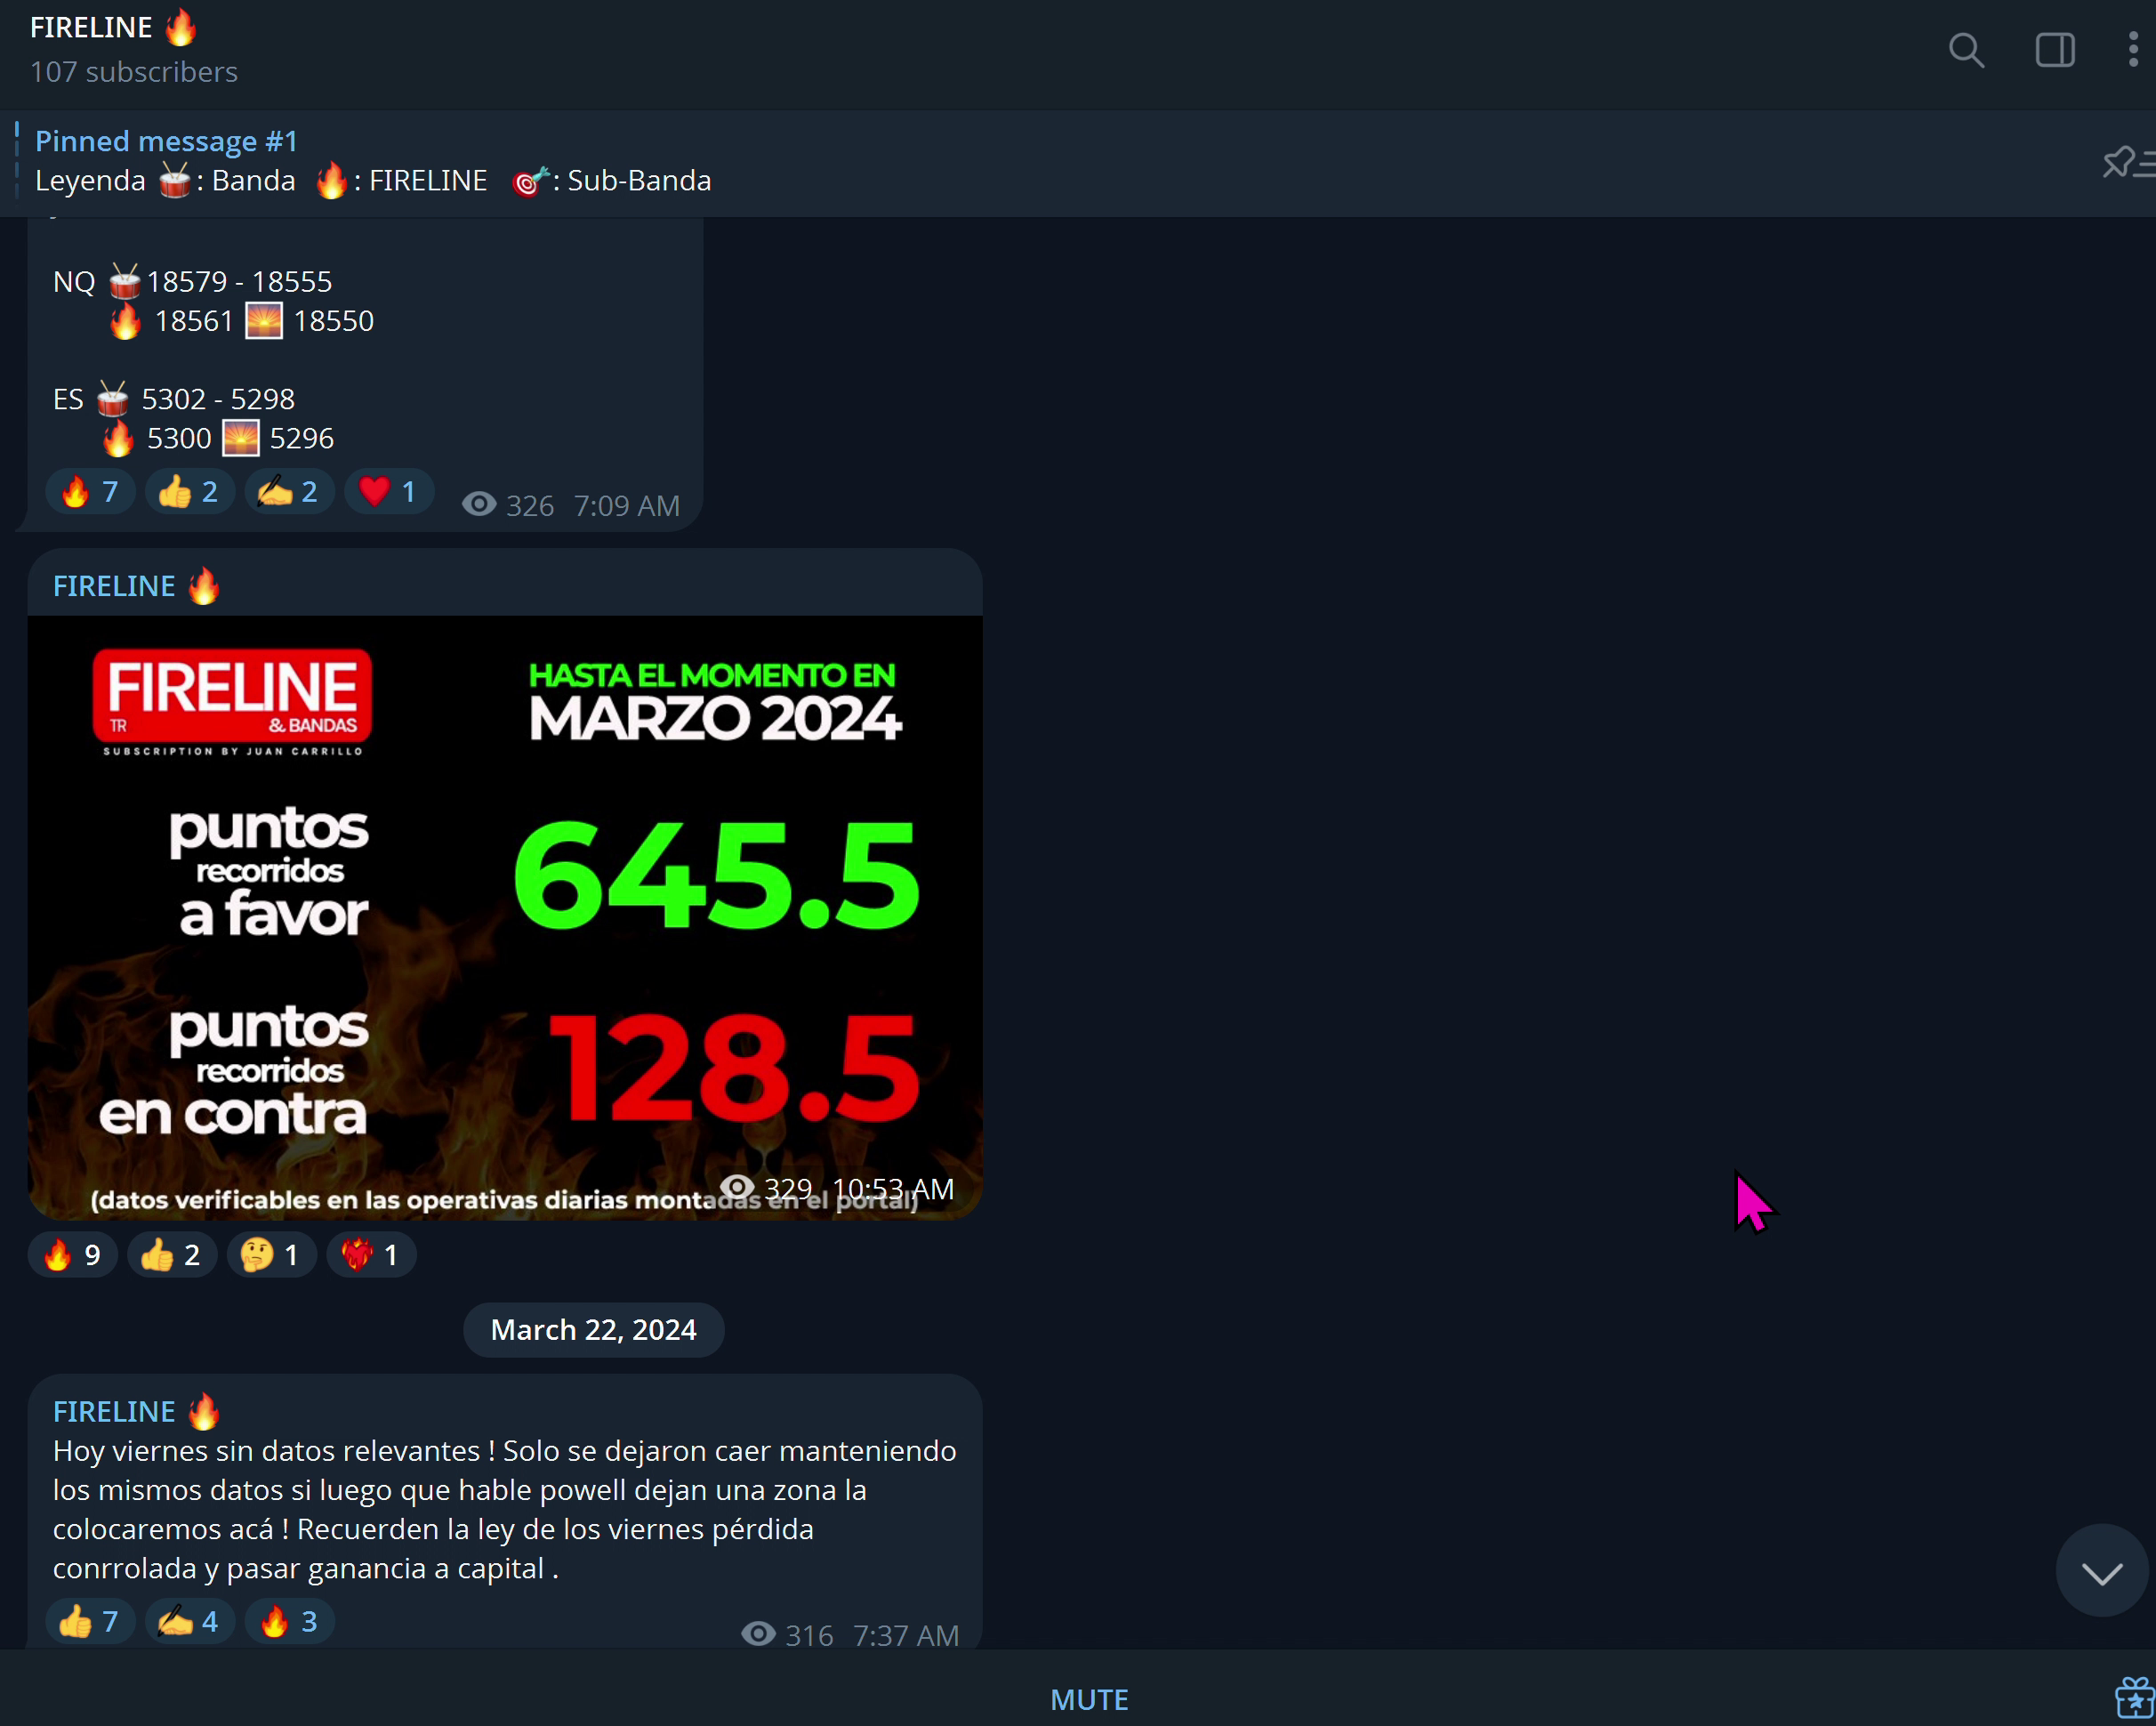 FIRELINE 🔥
107 subscribers
Pinned message #1
Leyenda 🥁: Banda 🔥: FIRELINE 🎯: Sub-Banda
NQ 🥁18579 - 18555
🔥 18561 🌅 18550
ES 🥁 5302 - 5298
🔥 5300 🌅 5296
🔥 7 👍 2 ✍️ 2 ❤️ 1 326 7:09 AM
FIRELINE 🔥
FIRELINE
TR & BANDAS
SUBSCRIPTION BY JUAN CARRILLO
HASTA EL MOMENTO EN
MARZO 2024
puntos
recorridos
a favor
645.5
puntos
recorridos
en contra
128.5
(datos verificables en las operativas diarias montadas en el portal)
329 10:53 AM
🔥 9 👍 2 🤔 1 ❤️‍🔥 1
March 22, 2024
FIRELINE 🔥
Hoy viernes sin datos relevantes ! Solo se dejaron caer manteniendo
los mismos datos si luego que hable powell dejan una zona la
colocaremos acá ! Recuerden la ley de los viernes pérdida
conrrolada y pasar ganancia a capital .
👍 7 ✍️ 4 🔥 3 316 7:37 AM
MUTE